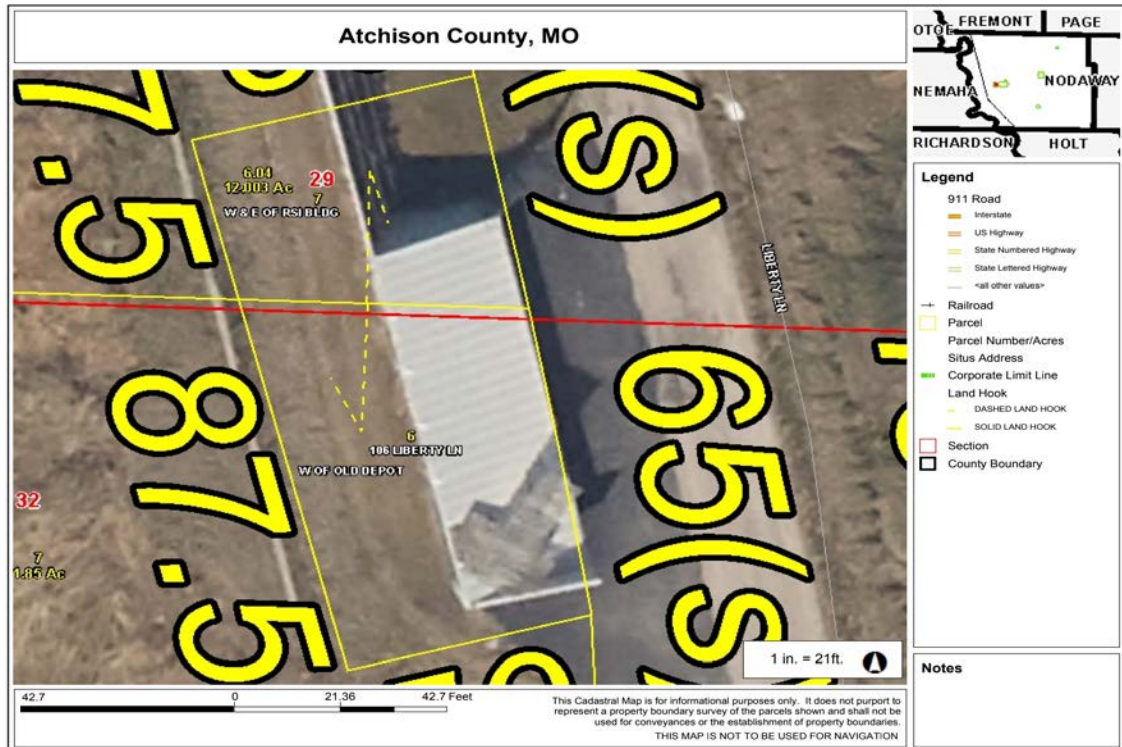 Atchison County, MO
OTOE
FREMONT
PAGE
NEMAHA
NODAWAY
RICHARDSON
HOLT
7.5
(S)
6.04
12.003 Ac
29
7
W & E OF RSI BLDG
LIBERTY LN
87.5
65(S)
6
106 LIBERTY LN
W OF OLD DEPOT
32
7
1.85 Ac
1 in. = 21ft.
Legend
911 Road
Interstate
US Highway
State Numbered Highway
State Lettered Highway
<all other values>
Railroad
Parcel
Parcel Number/Acres
Situs Address
Corporate Limit Line
Land Hook
DASHED LAND HOOK
SOLID LAND HOOK
Section
County Boundary
Notes
42.7 0 21.36 42.7 Feet
This Cadastral Map is for informational purposes only. It does not purport to
represent a property boundary survey of the parcels shown and shall not be
used for conveyances or the establishment of property boundaries.
THIS MAP IS NOT TO BE USED FOR NAVIGATION